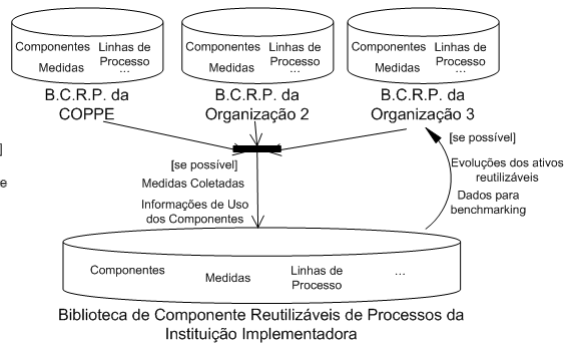 Componentes Linhas de
Medidas Processo
...
Componentes Linhas de
Medidas Processo
...
Componentes Linhas de
Medidas Processo
...
B.C.R.P. da
COPPE
B.C.R.P. da
Organização 2
B.C.R.P. da
Organização 3
]
e
[se possível]
Medidas Coletadas
Informações de Uso
dos Componentes
[se possível]
Evoluções dos ativos
reutilizáveis
Dados para
benchmarking
Componentes
Medidas
Linhas de
Processo
...
Biblioteca de Componente Reutilizáveis de Processos da
Instituição Implementadora